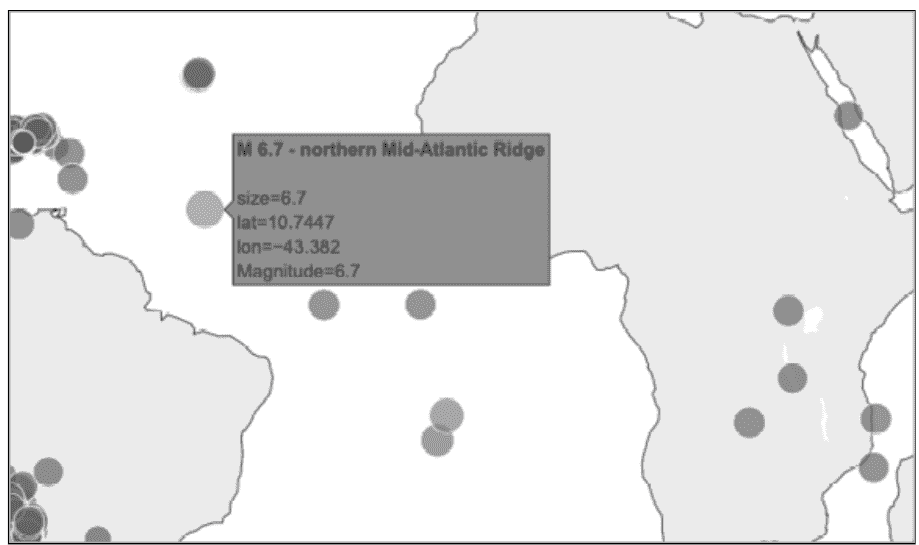 M 6.7 - northern Mid-Atlantic Ridge
size=6.7
lat=10.7447
lon=−43.382
Magnitude=6.7